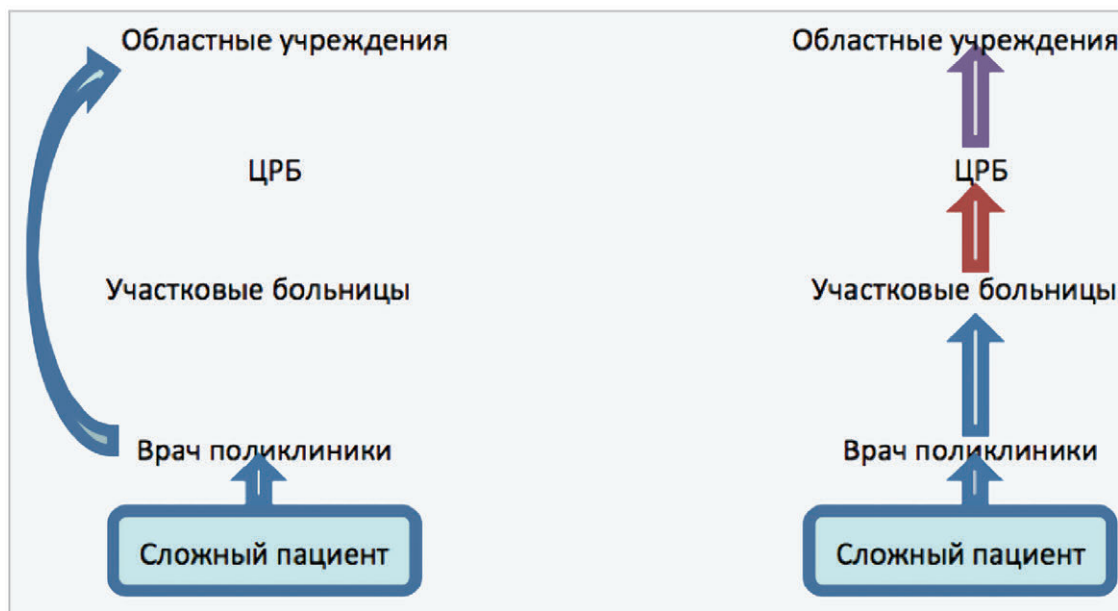 Областные учреждения
ЦРБ
Участковые больницы
Врач поликлиники
Сложный пациент
Областные учреждения
ЦРБ
Участковые больницы
Врач поликлиники
Сложный пациент